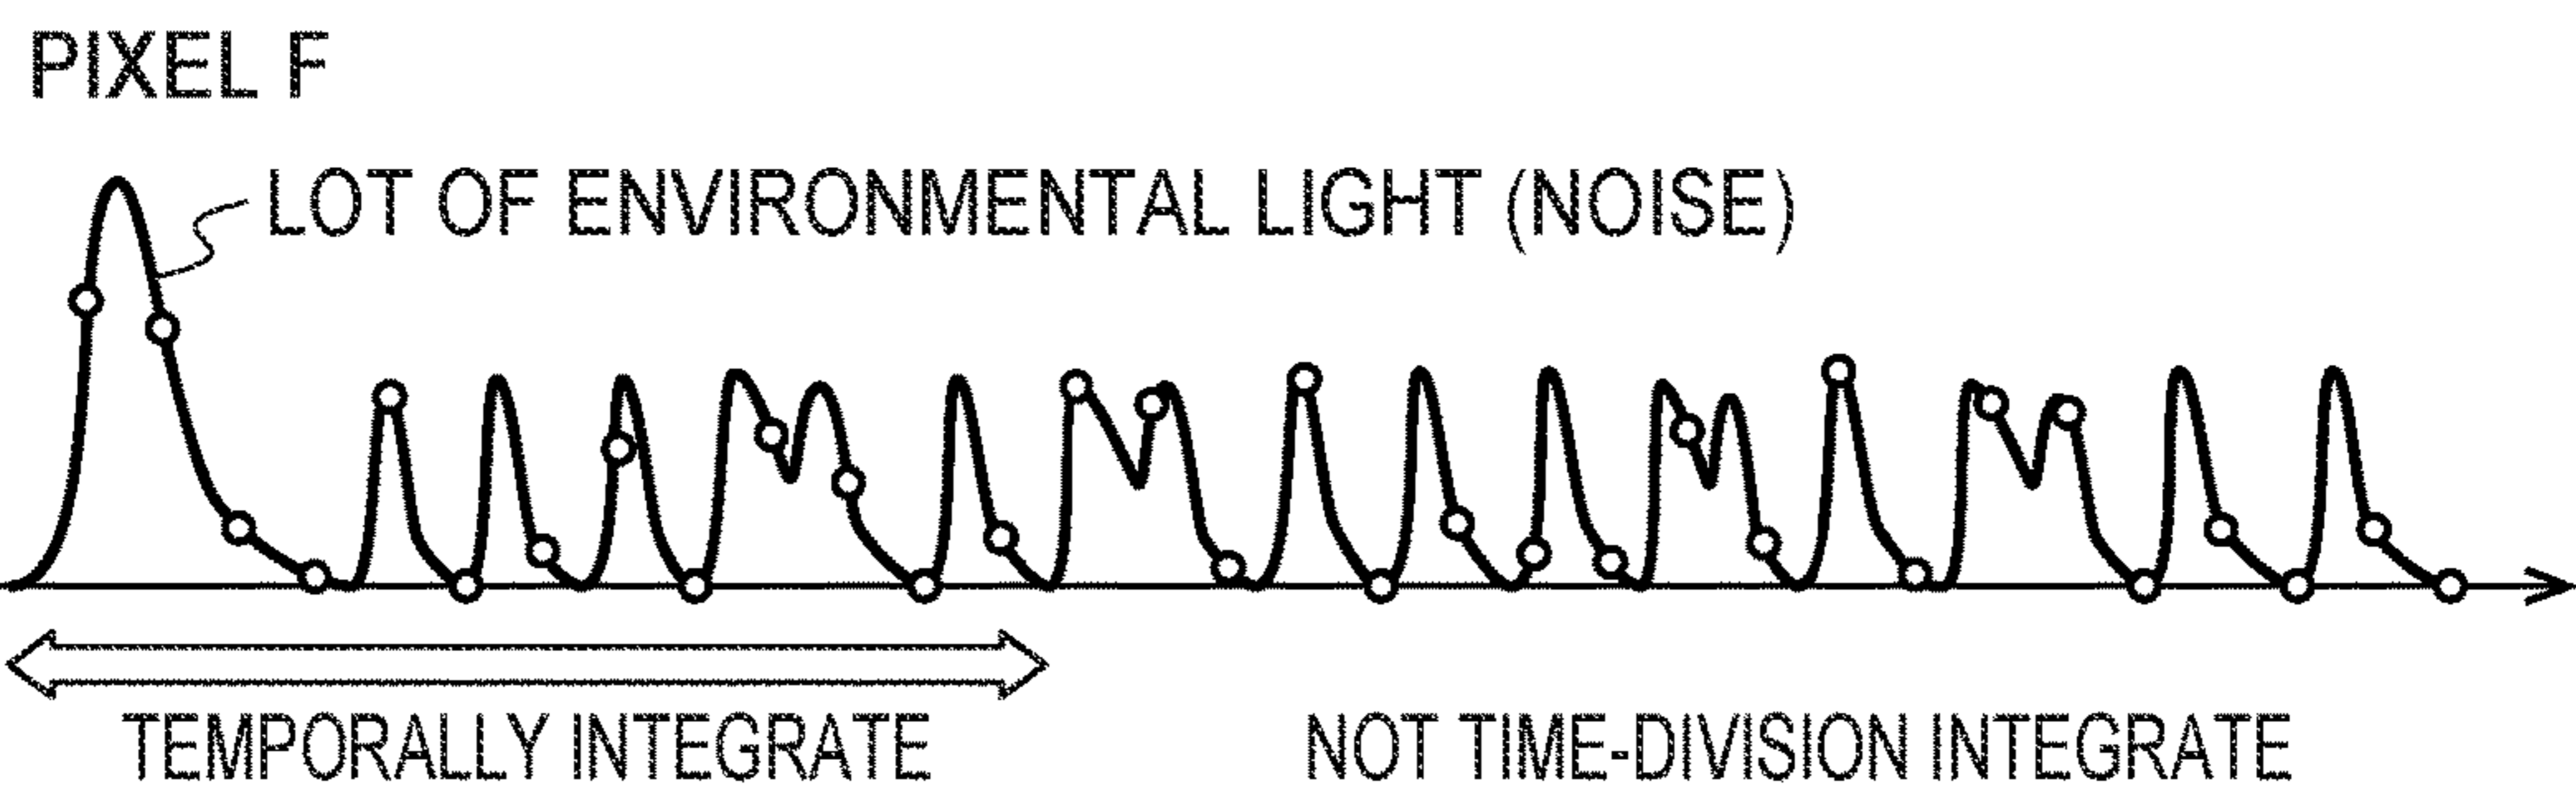 PIXEL F
LOT OF ENVIRONMENTAL LIGHT (NOISE)
TEMPORALLY INTEGRATE
NOT TIME-DIVISION INTEGRATE